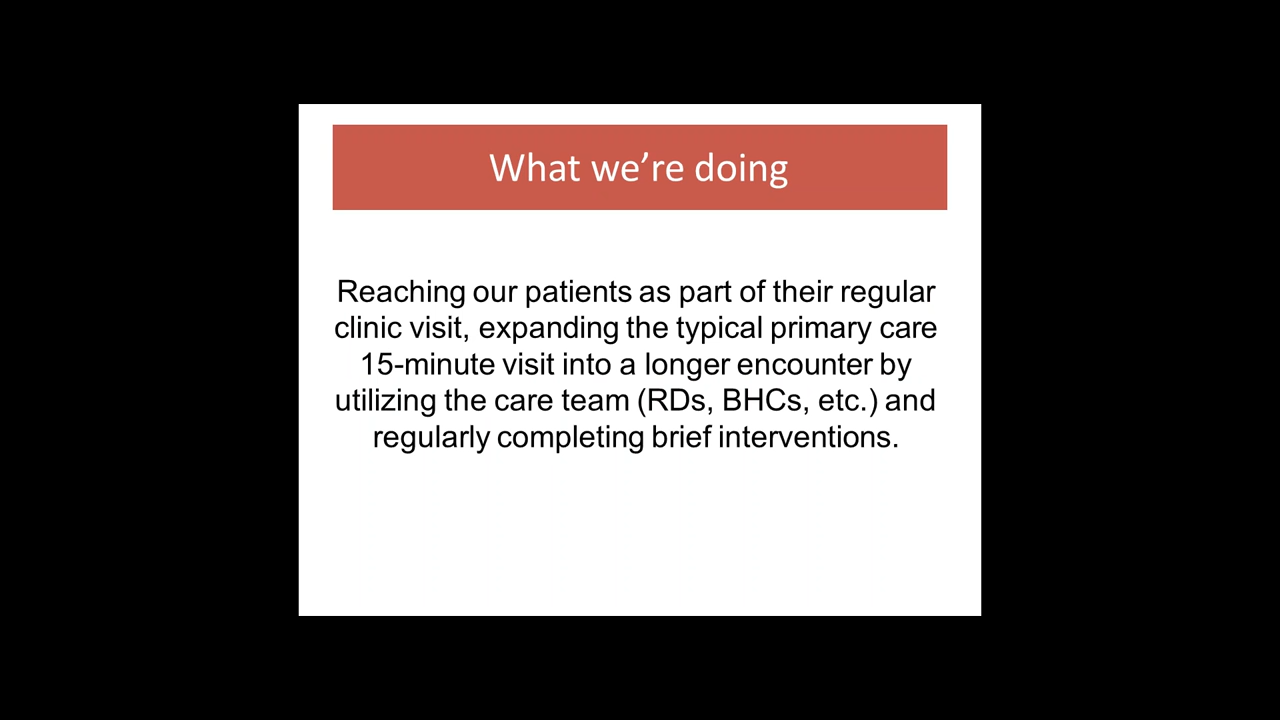 What we’re doing
Reaching our patients as part of their regular
clinic visit, expanding the typical primary care
15-minute visit into a longer encounter by
utilizing the care team (RDs, BHCs, etc.) and
regularly completing brief interventions.